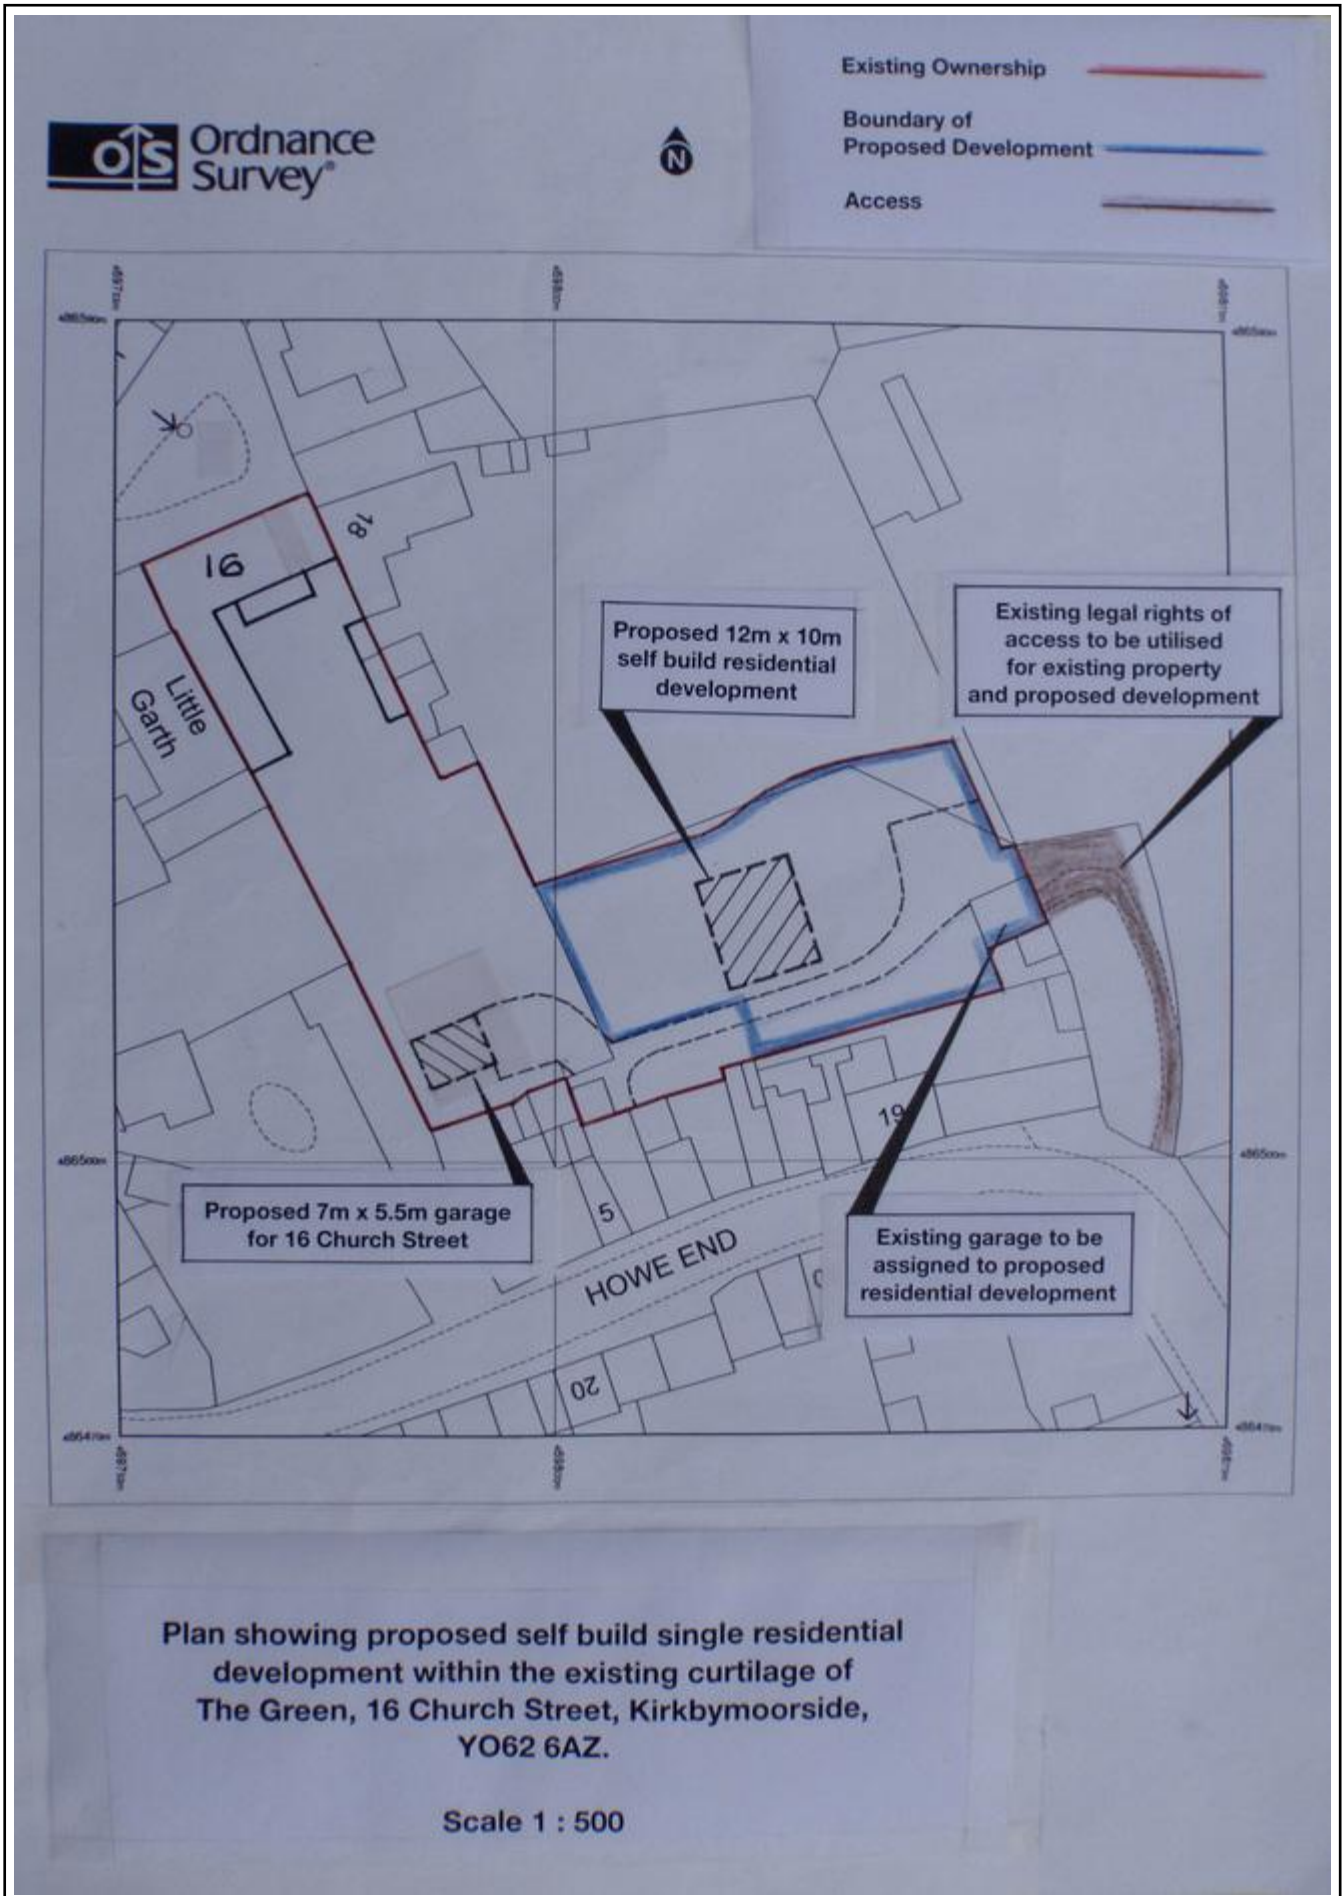 Existing Ownership
Boundary of
Proposed Development
Access
OS
Ordnance
Survey®
N
16
18
Little
Garth
Proposed 12m x 10m
self build residential
development
Existing legal rights of
access to be utilised
for existing property
and proposed development
19
5
Proposed 7m x 5.5m garage
for 16 Church Street
HOWE END
Existing garage to be
assigned to proposed
residential development
20
Plan showing proposed self build single residential
development within the existing curtilage of
The Green, 16 Church Street, Kirkbymoorside,
YO62 6AZ.
Scale 1 : 500